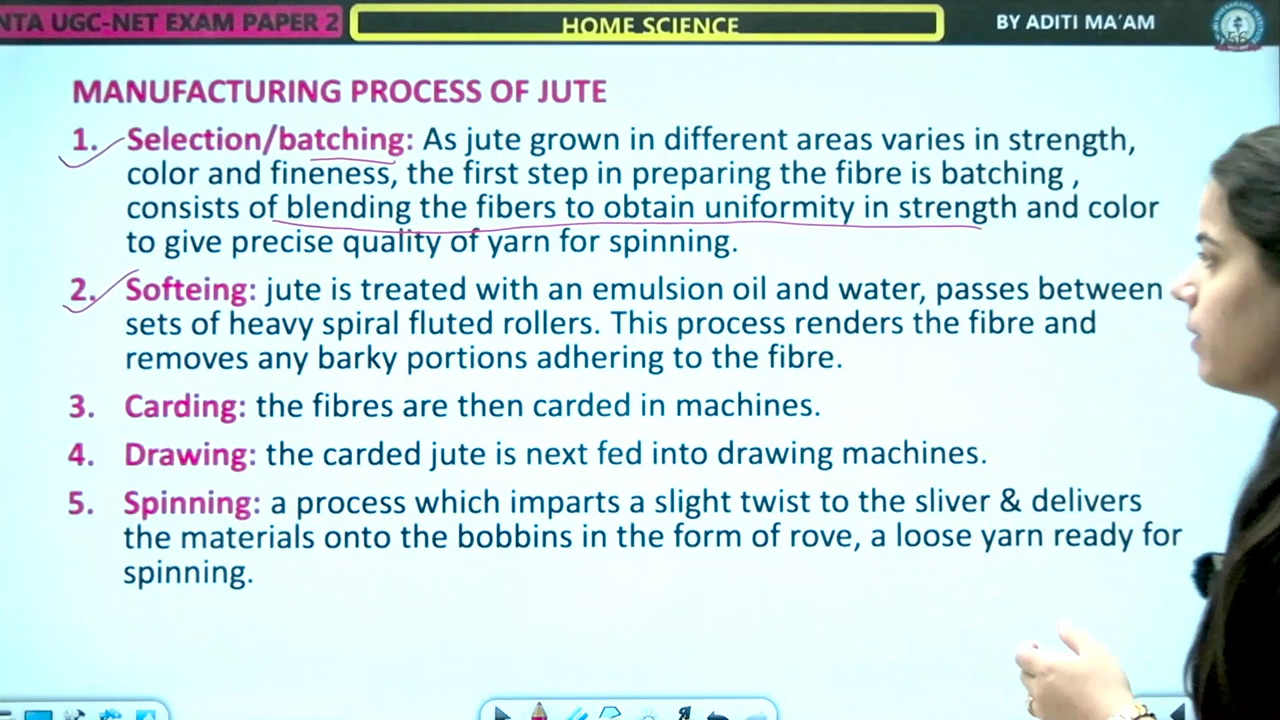 NTA UGC-NET EXAM PAPER 2
HOME SCIENCE
BY ADITI MA'AM
MANUFACTURING PROCESS OF JUTE
1. Selection/batching: As jute grown in different areas varies in strength,
color and fineness, the first step in preparing the fibre is batching ,
consists of blending the fibers to obtain uniformity in strength and color
to give precise quality of yarn for spinning.
2. Softeing: jute is treated with an emulsion oil and water, passes between
sets of heavy spiral fluted rollers. This process renders the fibre and
removes any barky portions adhering to the fibre.
3. Carding: the fibres are then carded in machines.
4. Drawing: the carded jute is next fed into drawing machines.
5. Spinning: a process which imparts a slight twist to the sliver & delivers
the materials onto the bobbins in the form of rove, a loose yarn ready for
spinning.